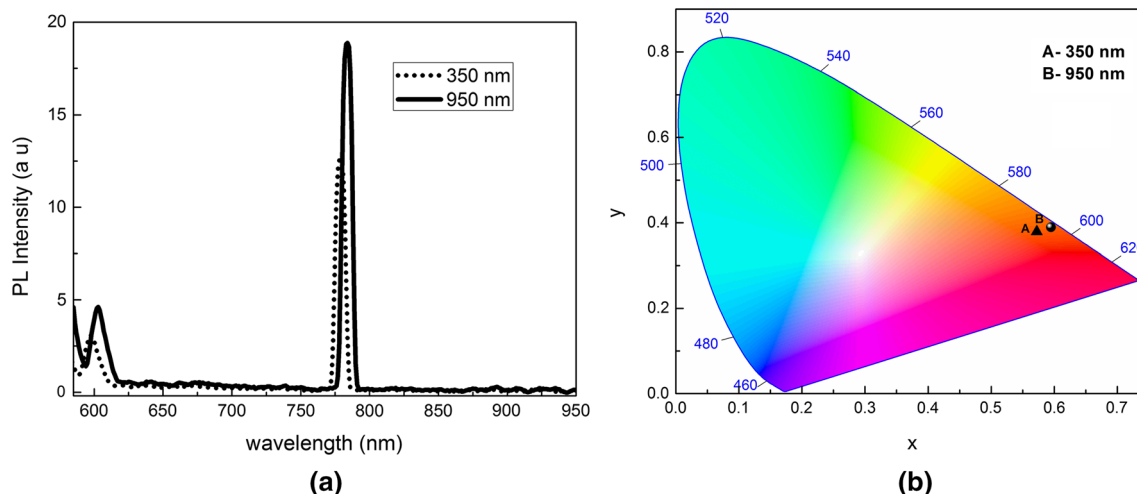 20
15
10
5
0
600
650
700
750
800
850
900
950
PL Intensity (a u)
wavelength (nm)
350 nm
950 nm
(a)
0.8
0.6
0.4
0.2
0.0
0.0
0.1
0.2
0.3
0.4
0.5
0.6
0.7
y
x
520
540
560
500
580
600
620
480
460
A- 350 nm
B- 950 nm
B
A
(b)